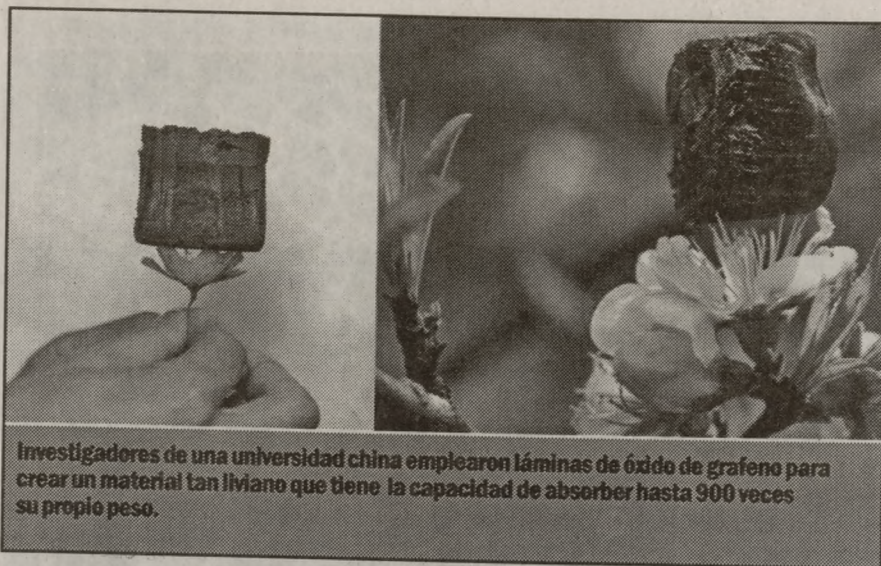 Investigadores de una universidad china emplearon láminas de óxido de grafeno para
crear un material tan liviano que tiene la capacidad de absorber hasta 900 veces
su propio peso.